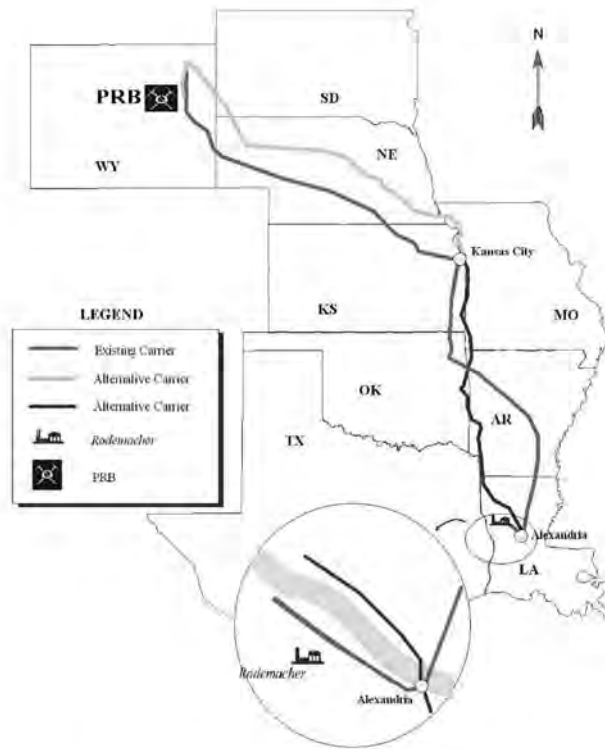 N
PRB
SD
WY
NE
Kansas City
LEGEND
KS
MO
Existing Carrier
Alternative Carrier
Alternative Carrier
OK
AR
TX
Rodemacher
PRB
Alexandria
LA
Rodemacher
Alexandria